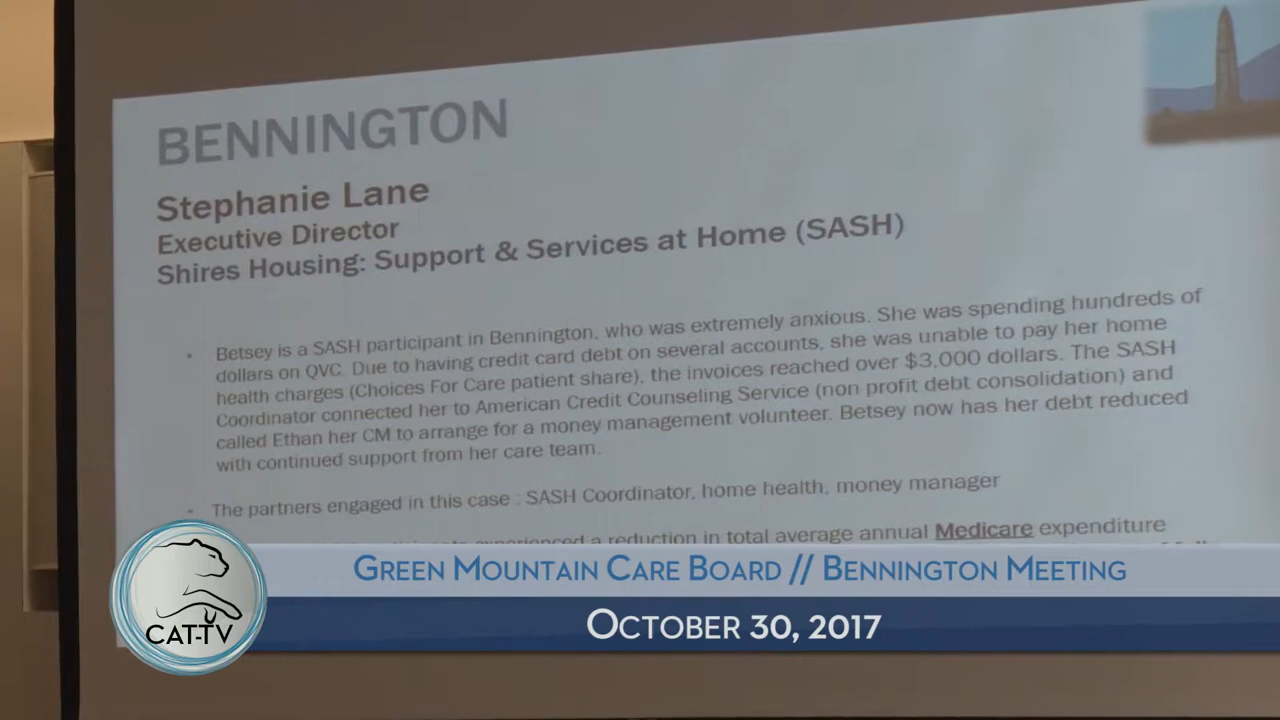 BENNINGTON
Stephanie Lane
Executive Director
Shires Housing: Support & Services at Home (SASH)
• Betsey is a SASH participant in Bennington, who was extremely anxious. She was spending hundreds of
dollars on QVC. Due to having credit card debt on several accounts, she was unable to pay her home
health charges (Choices For Care patient share), the invoices reached over $3,000 dollars. The SASH
Coordinator connected her to American Credit Counseling Service (non profit debt consolidation) and
called Ethan her CM to arrange for a money management volunteer. Betsey now has her debt reduced
with continued support from her care team.
• The partners engaged in this case : SASH Coordinator, home health, money manager
experienced a reduction in total average annual Medicare expenditure
GREEN MOUNTAIN CARE BOARD // BENNINGTON MEETING
OCTOBER 30, 2017
CAT-TV